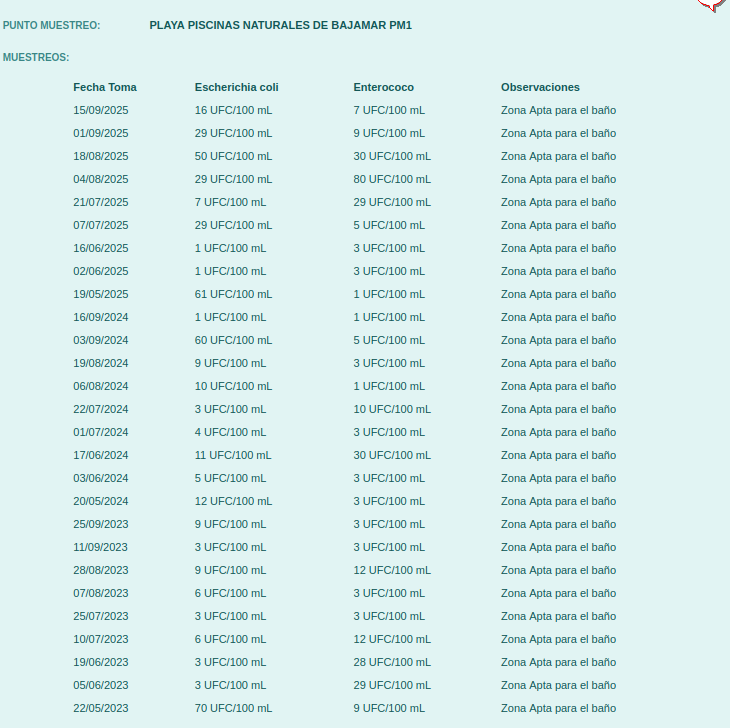 PUNTO MUESTREO: PLAYA PISCINAS NATURALES DE BAJAMAR PM1
MUESTREOS:
Fecha Toma Escherichia coli Enterococo Observaciones
15/09/2025 16 UFC/100 mL 7 UFC/100 mL Zona Apta para el baño
01/09/2025 29 UFC/100 mL 9 UFC/100 mL Zona Apta para el baño
18/08/2025 50 UFC/100 mL 30 UFC/100 mL Zona Apta para el baño
04/08/2025 29 UFC/100 mL 80 UFC/100 mL Zona Apta para el baño
21/07/2025 7 UFC/100 mL 29 UFC/100 mL Zona Apta para el baño
07/07/2025 29 UFC/100 mL 5 UFC/100 mL Zona Apta para el baño
16/06/2025 1 UFC/100 mL 3 UFC/100 mL Zona Apta para el baño
02/06/2025 1 UFC/100 mL 3 UFC/100 mL Zona Apta para el baño
19/05/2025 61 UFC/100 mL 1 UFC/100 mL Zona Apta para el baño
16/09/2024 1 UFC/100 mL 1 UFC/100 mL Zona Apta para el baño
03/09/2024 60 UFC/100 mL 5 UFC/100 mL Zona Apta para el baño
19/08/2024 9 UFC/100 mL 3 UFC/100 mL Zona Apta para el baño
06/08/2024 10 UFC/100 mL 1 UFC/100 mL Zona Apta para el baño
22/07/2024 3 UFC/100 mL 10 UFC/100 mL Zona Apta para el baño
01/07/2024 4 UFC/100 mL 3 UFC/100 mL Zona Apta para el baño
17/06/2024 11 UFC/100 mL 30 UFC/100 mL Zona Apta para el baño
03/06/2024 5 UFC/100 mL 3 UFC/100 mL Zona Apta para el baño
20/05/2024 12 UFC/100 mL 3 UFC/100 mL Zona Apta para el baño
25/09/2023 9 UFC/100 mL 3 UFC/100 mL Zona Apta para el baño
11/09/2023 3 UFC/100 mL 3 UFC/100 mL Zona Apta para el baño
28/08/2023 9 UFC/100 mL 12 UFC/100 mL Zona Apta para el baño
07/08/2023 6 UFC/100 mL 3 UFC/100 mL Zona Apta para el baño
25/07/2023 3 UFC/100 mL 3 UFC/100 mL Zona Apta para el baño
10/07/2023 6 UFC/100 mL 12 UFC/100 mL Zona Apta para el baño
19/06/2023 3 UFC/100 mL 28 UFC/100 mL Zona Apta para el baño
05/06/2023 3 UFC/100 mL 29 UFC/100 mL Zona Apta para el baño
22/05/2023 70 UFC/100 mL 9 UFC/100 mL Zona Apta para el baño